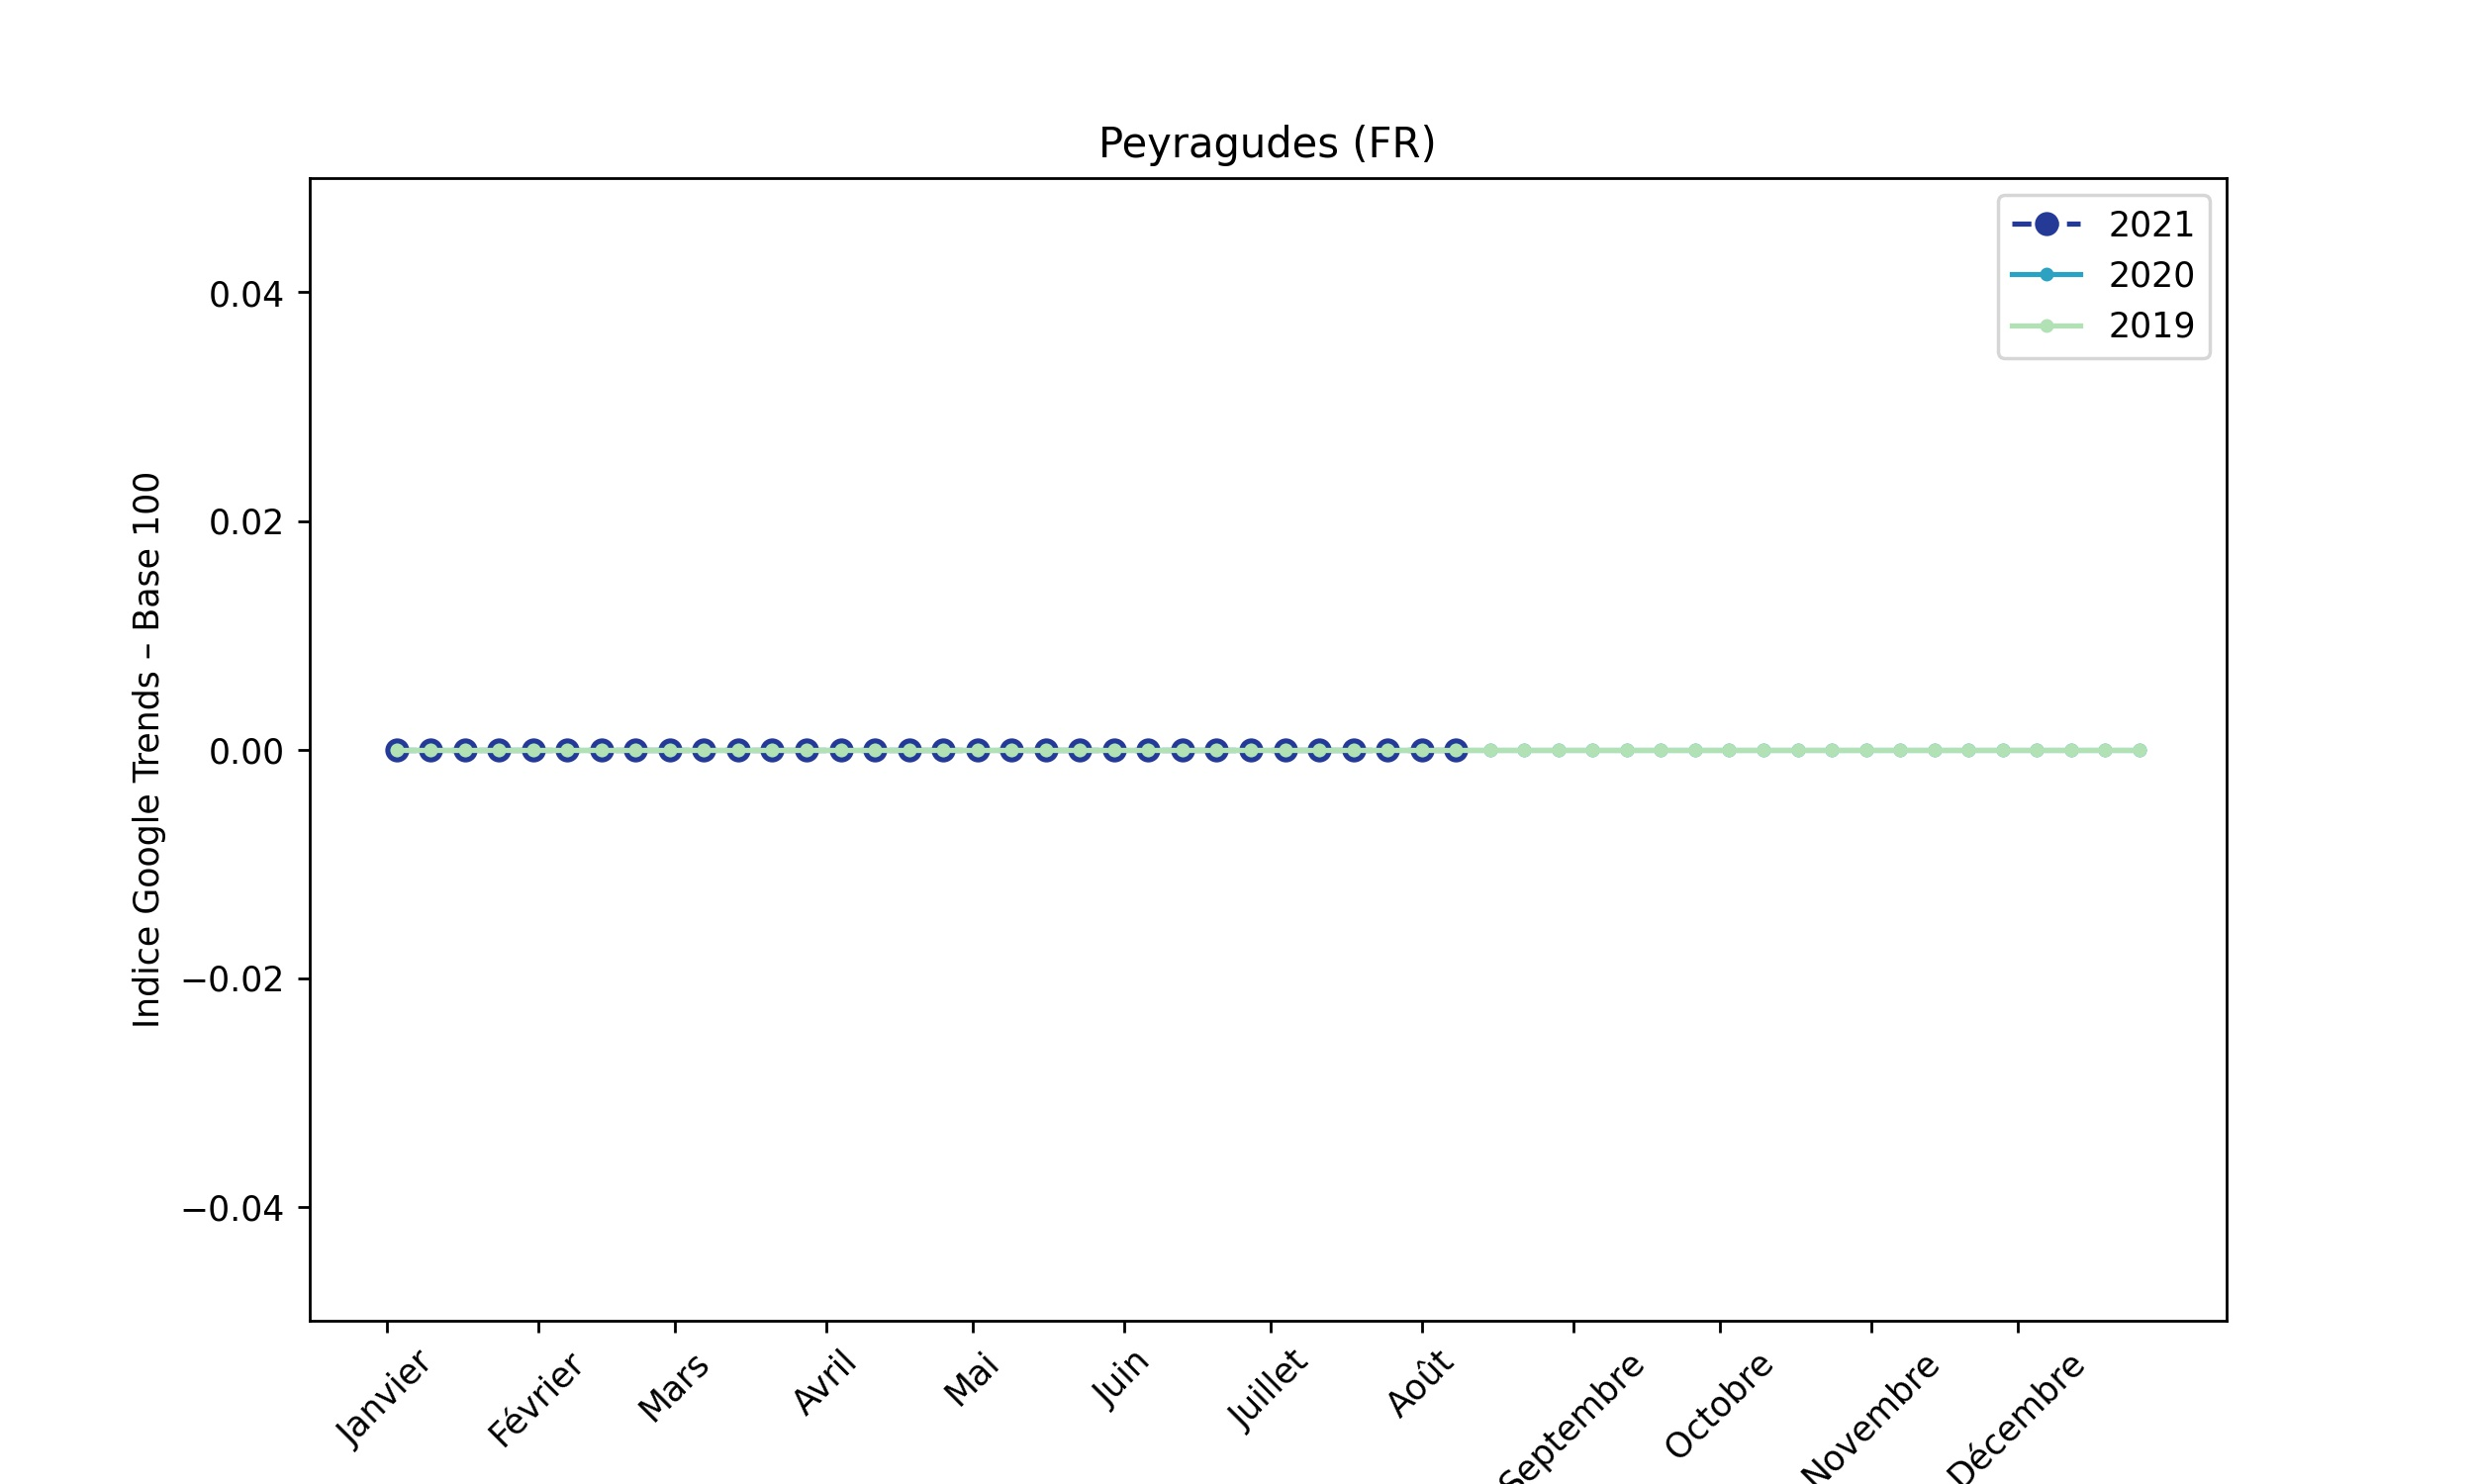 Peyragudes (FR)
2021
2020
2019
Indice Google Trends – Base 100
0.04
0.02
0.00
−0.02
−0.04
Janvier
Février
Mars
Avril
Mai
Juin
Juillet
Août
Septembre
Octobre
Novembre
Décembre